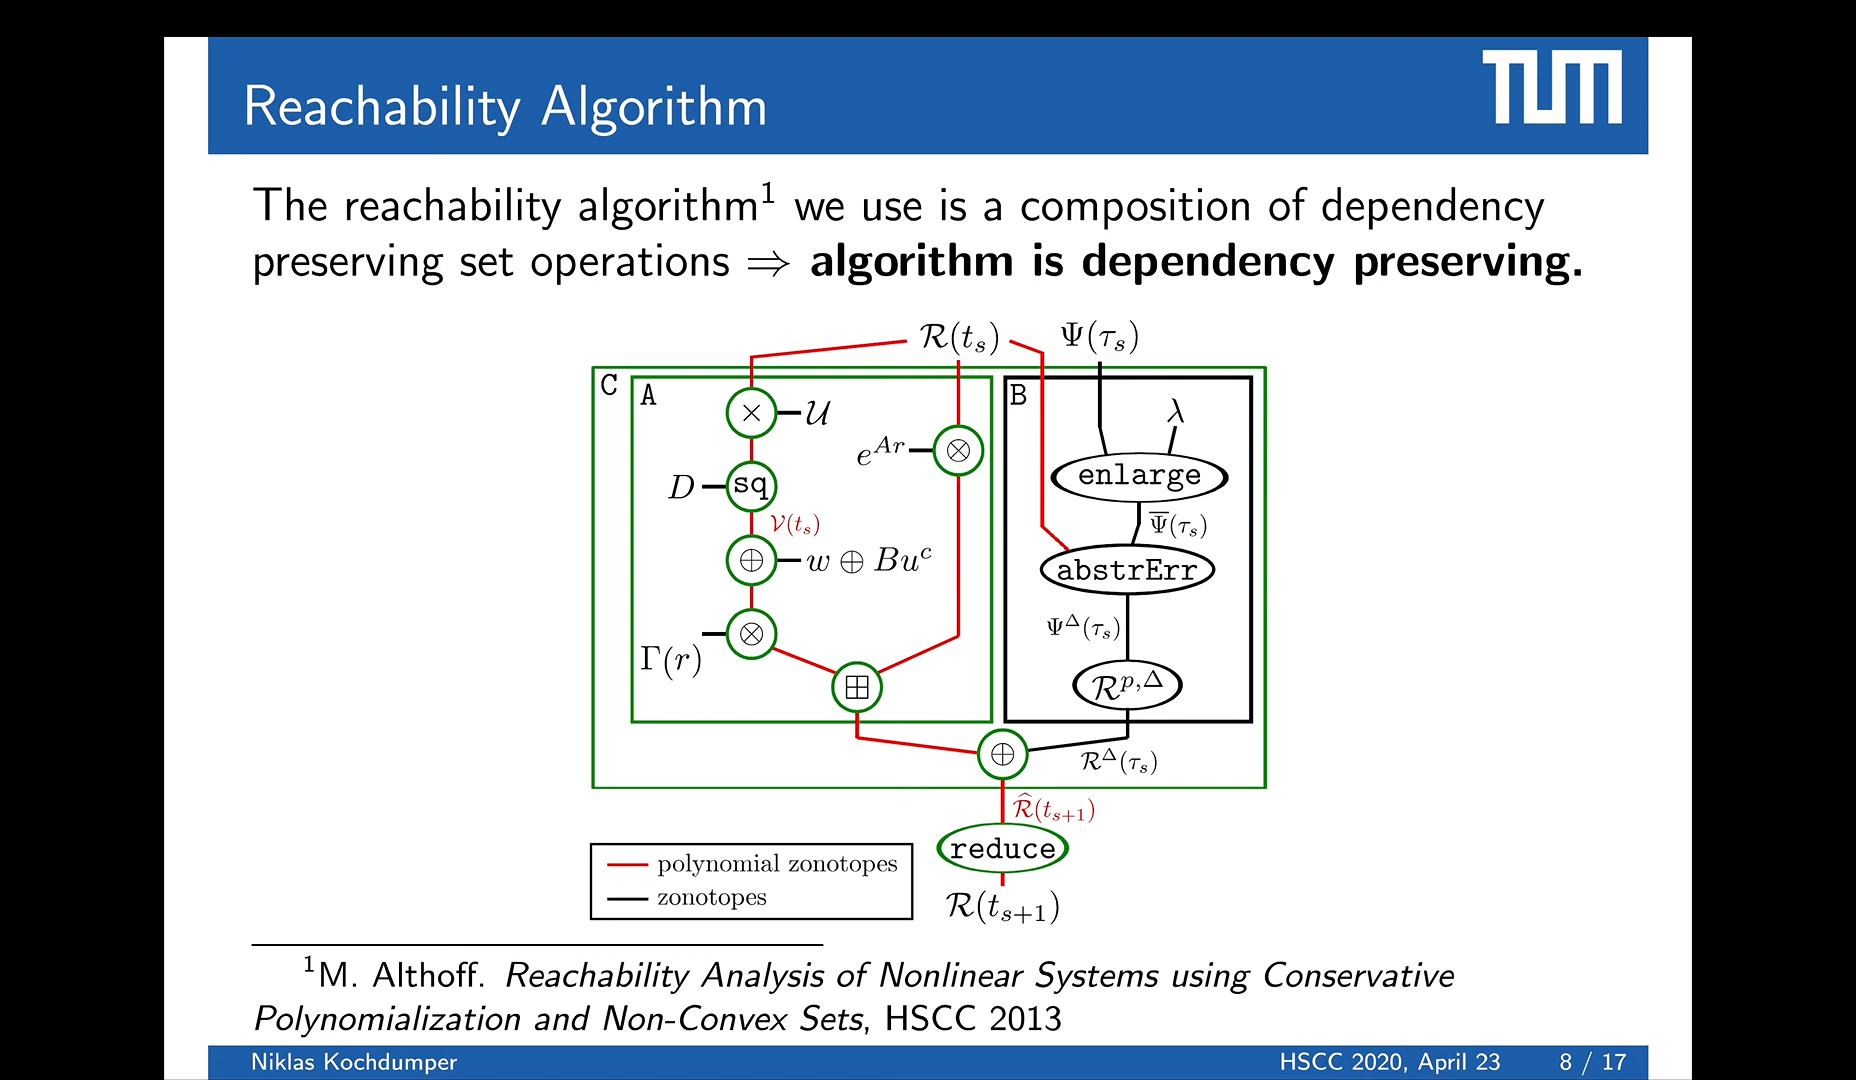 Reachability Algorithm
TUM
The reachability algorithm¹ we use is a composition of dependency
preserving set operations ⇒ algorithm is dependency preserving.
ℛ(tₛ) Ψ(τₛ)
C A B
× 𝒰 λ
e^{Ar} ⊗
D sq enlarge
𝒱(tₛ) Ψ̅(τₛ)
⊕ w ⊕ Bu^c
abstrErr
Γ(r) ⊗ Ψ^Δ(τₛ)
⊞ ℛ^{p,Δ}
⊕ ℛ^Δ(τₛ)
ℛ̂(t_{s+1})
reduce
polynomial zonotopes
zonotopes
ℛ(t_{s+1})
¹M. Althoff. Reachability Analysis of Nonlinear Systems using Conservative
Polynomialization and Non-Convex Sets, HSCC 2013
Niklas Kochdumper HSCC 2020, April 23 8 / 17